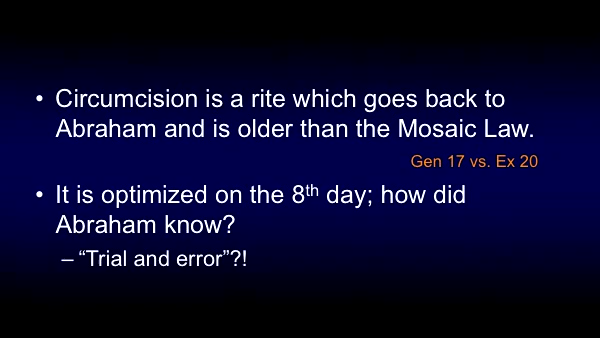 • Circumcision is a rite which goes back to
Abraham and is older than the Mosaic Law.
Gen 17 vs. Ex 20
• It is optimized on the 8th day; how did
Abraham know?
– “Trial and error”?!